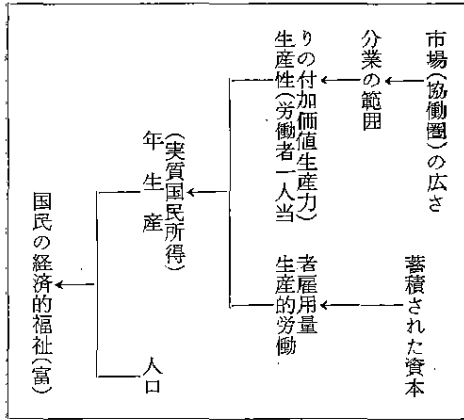 市場(協働圏)の広さ
分業の範囲
生産性(労働者一人当
りの付加価値生産力)
蓄積された資本
生産的労働
者雇用量
年生産
(実質国民所得)
人口
国民の経済的福祉(富)